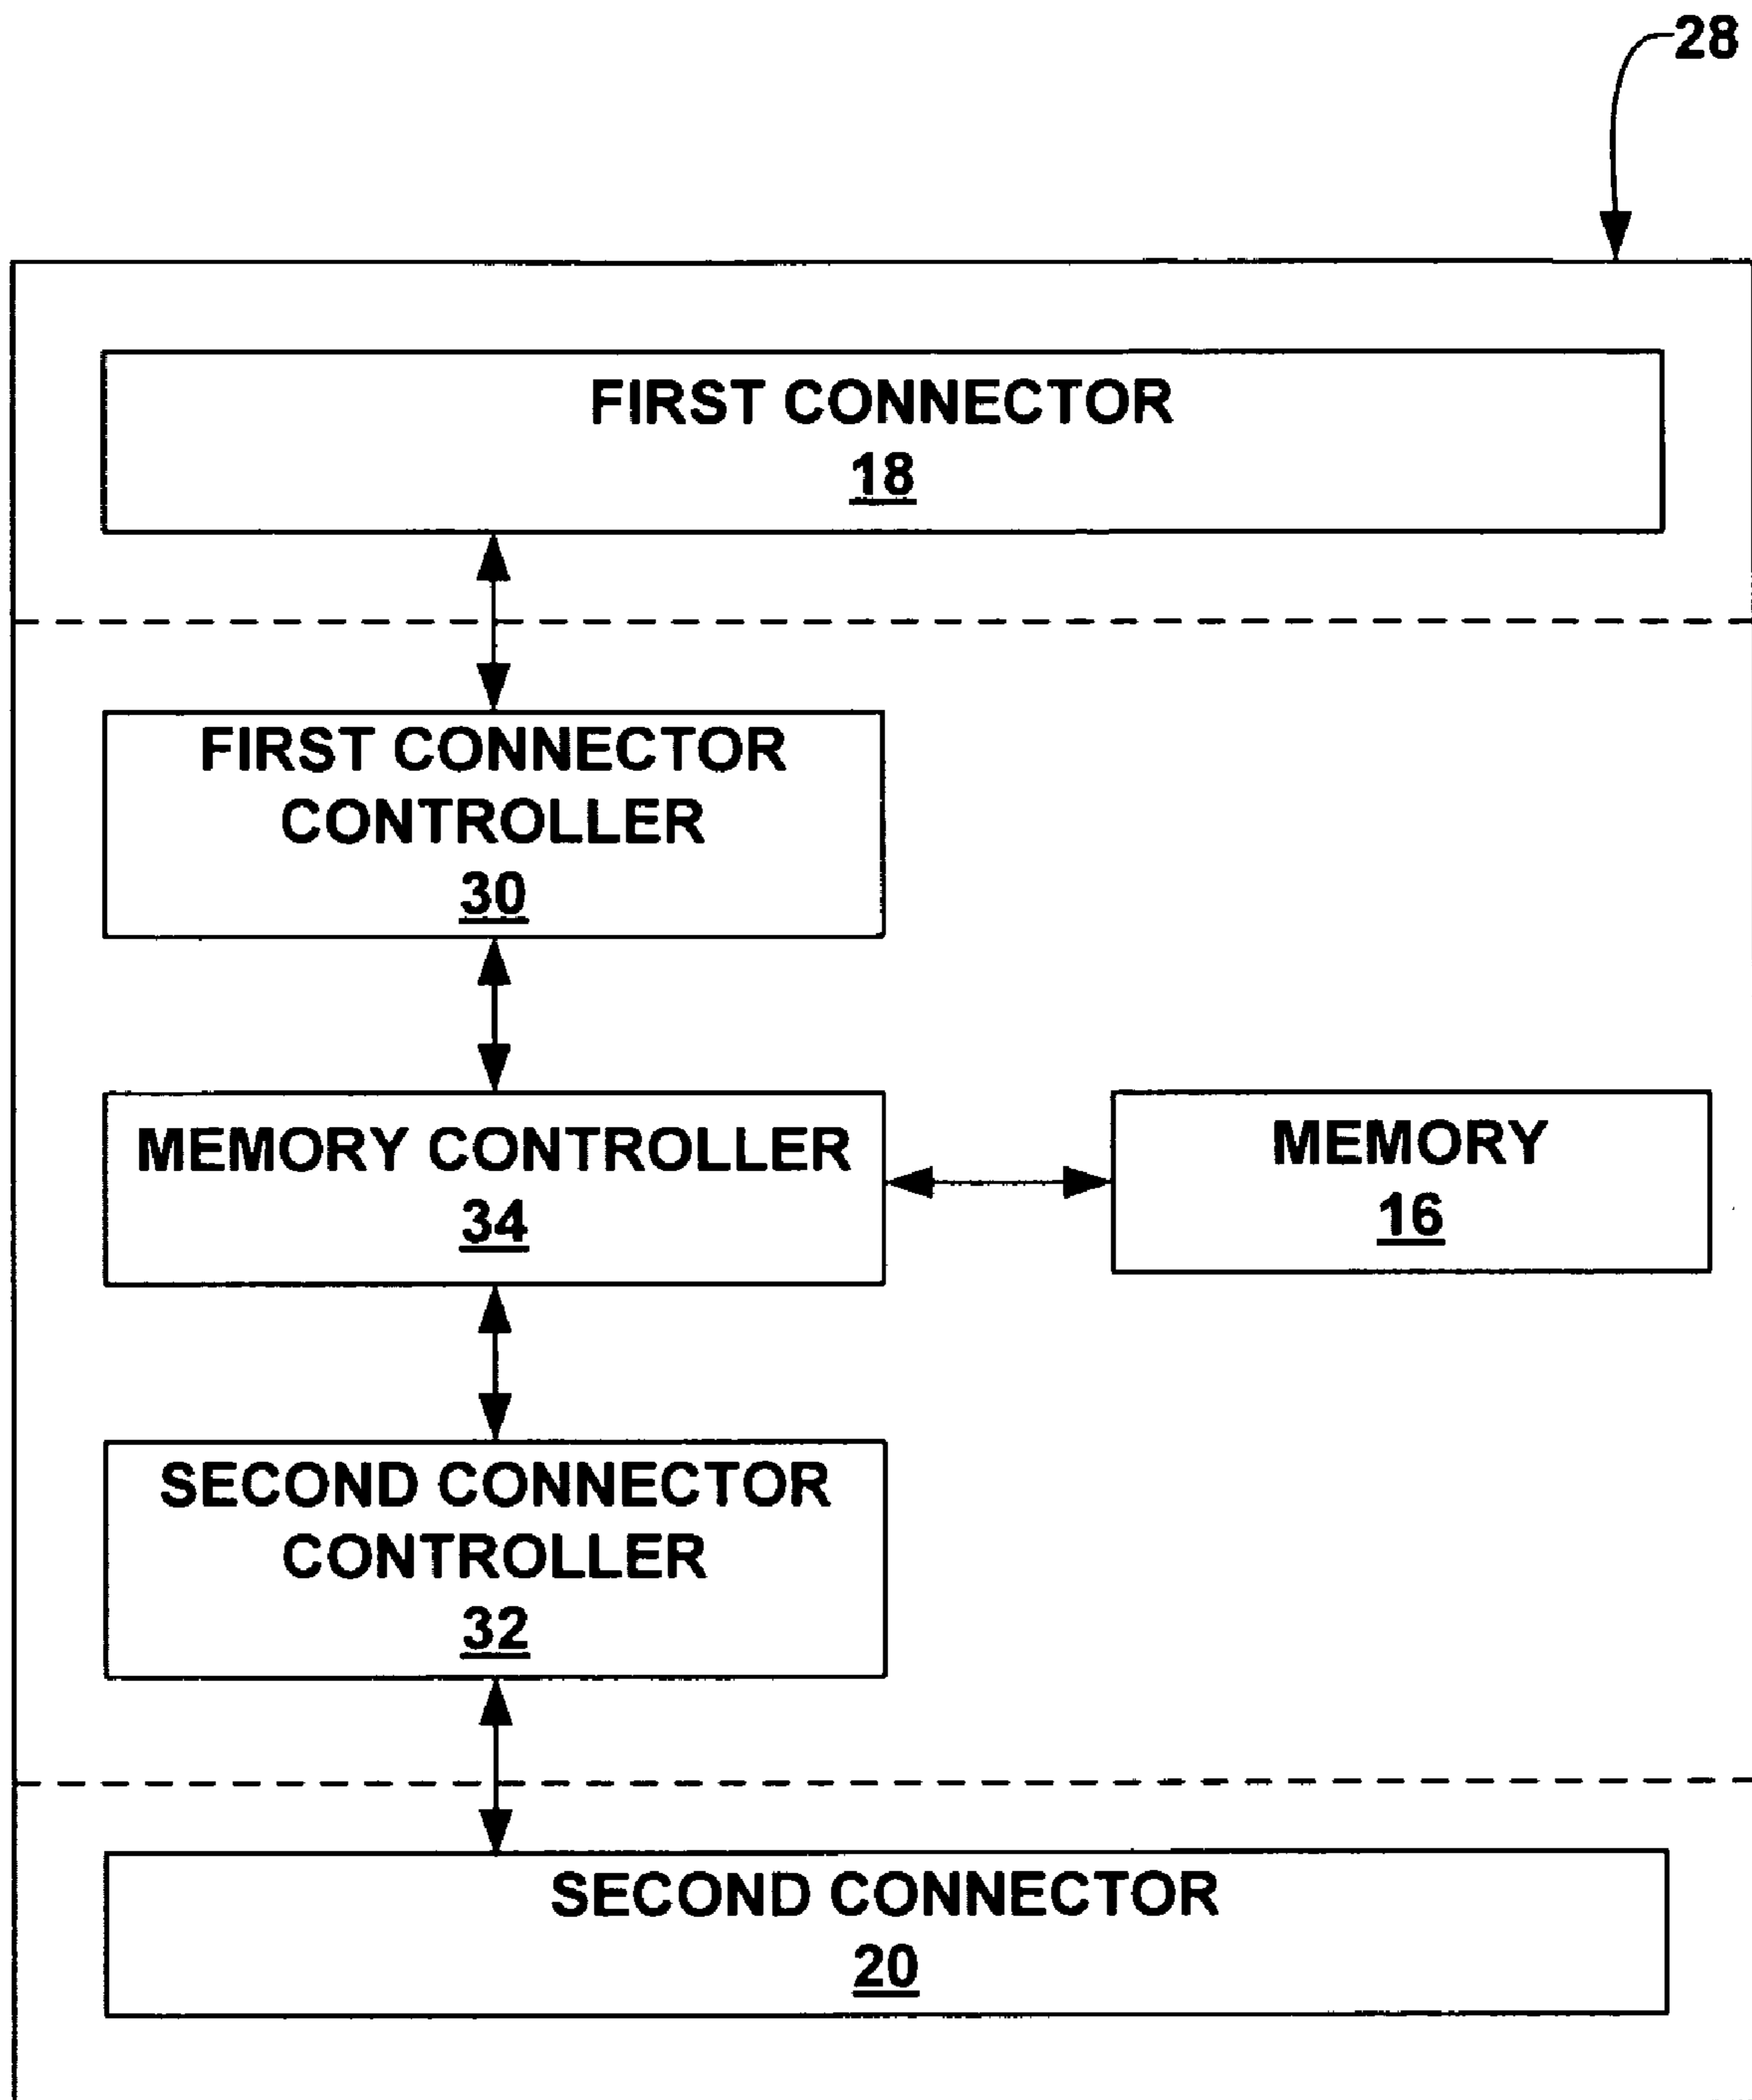 28
FIRST CONNECTOR
18
FIRST CONNECTOR
CONTROLLER
30
MEMORY CONTROLLER
34
MEMORY
16
SECOND CONNECTOR
CONTROLLER
32
SECOND CONNECTOR
20